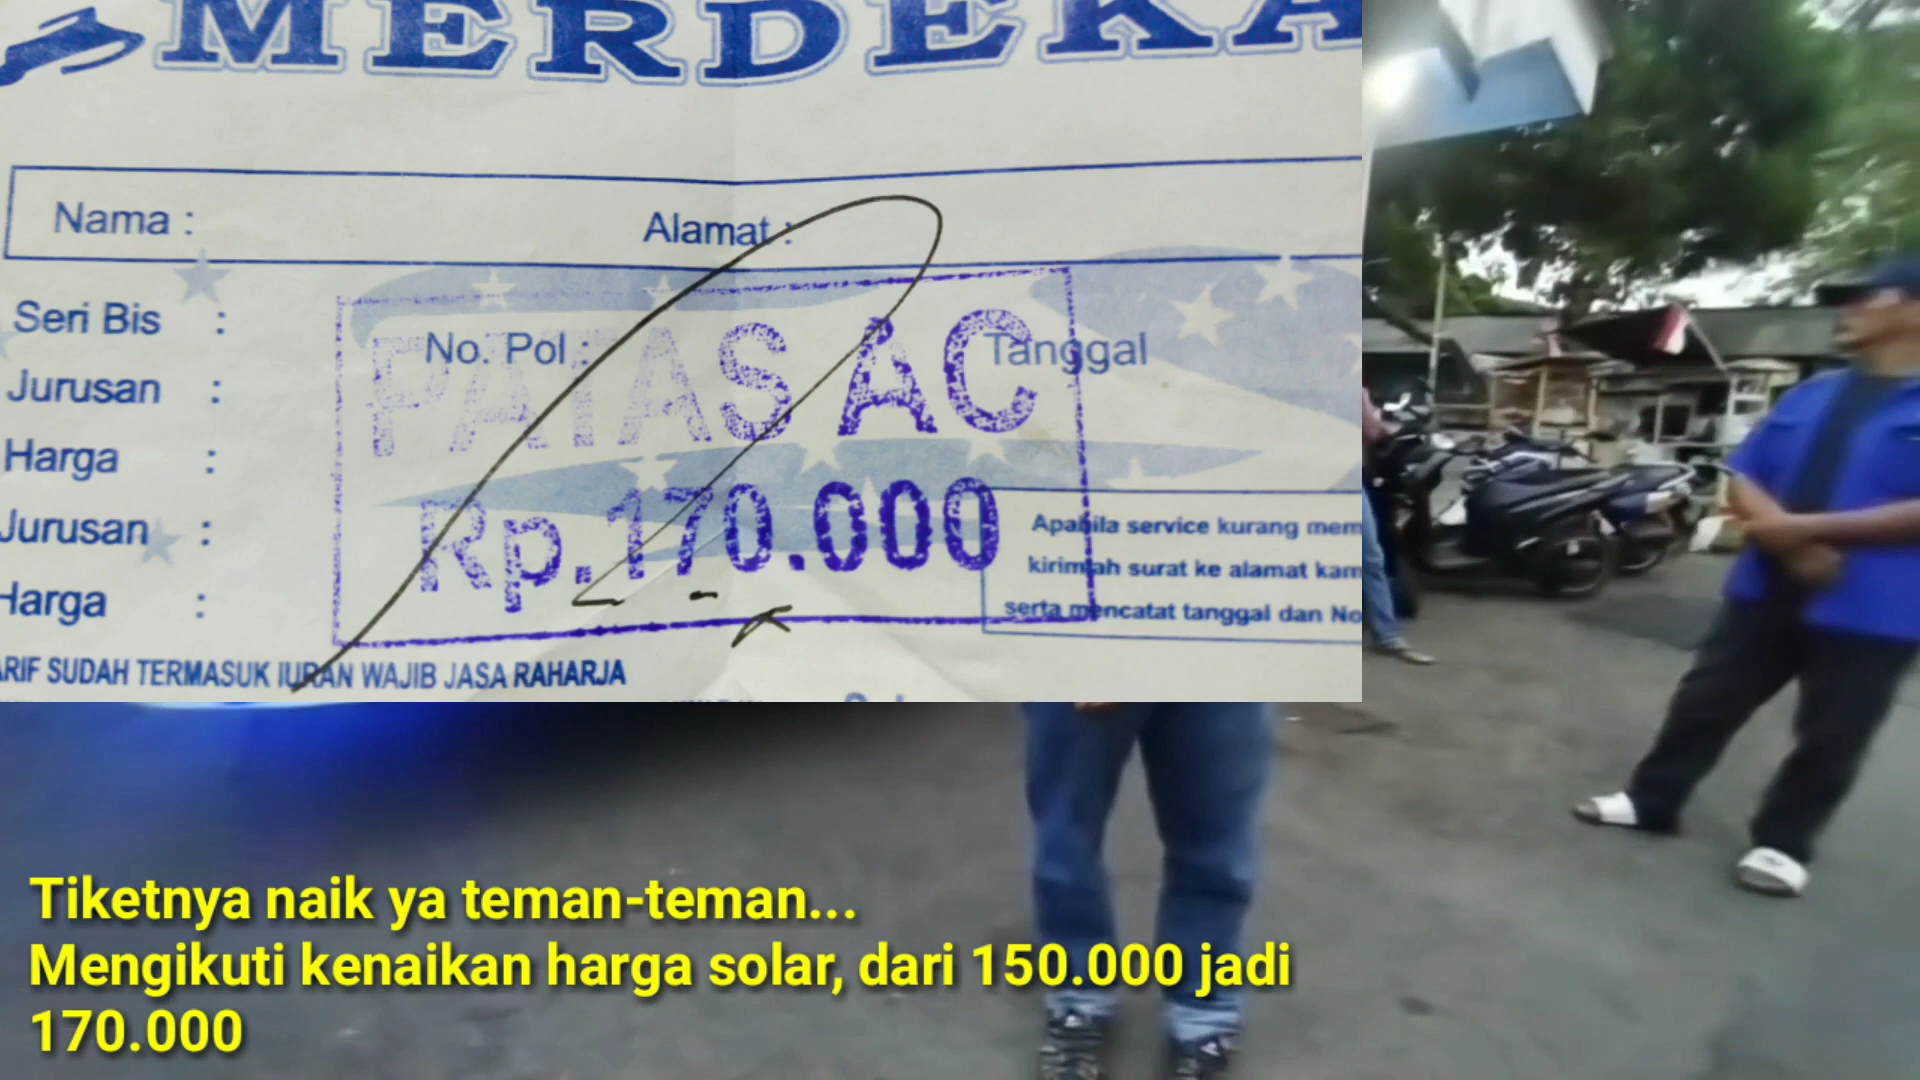 MERDEKA
Nama :
Alamat :
Seri Bis :
No. Pol :
Tanggal
Jurusan :
Harga :
Jurusan :
Harga :
PATAS AC
Rp.170.000
Apabila service kurang mem
kirimlah surat ke alamat kam
serta mencatat tanggal dan No
ARIF SUDAH TERMASUK IURAN WAJIB JASA RAHARJA
Tiketnya naik ya teman-teman...
Mengikuti kenaikan harga solar, dari 150.000 jadi
170.000